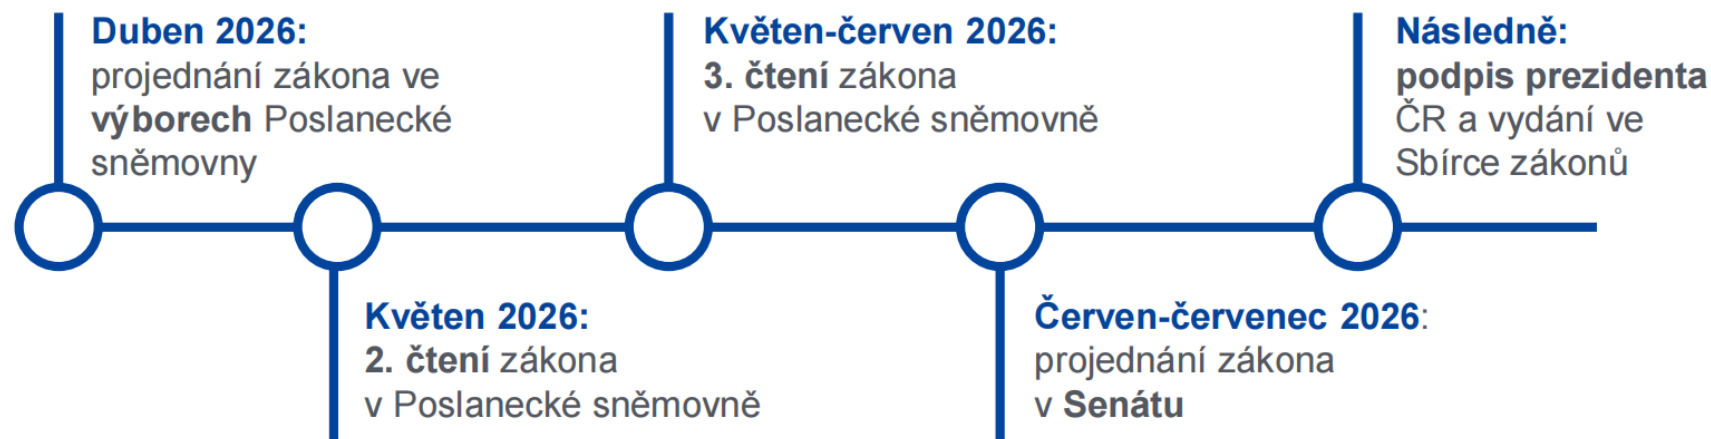 Duben 2026:
projednání zákona ve
výborech Poslanecké
sněmovny
Květen 2026:
2. čtení zákona
v Poslanecké sněmovně
Květen-červen 2026:
3. čtení zákona
v Poslanecké sněmovně
Červen-červenec 2026:
projednání zákona
v Senátu
Následně:
podpis prezidenta
ČR a vydání ve
Sbírce zákonů